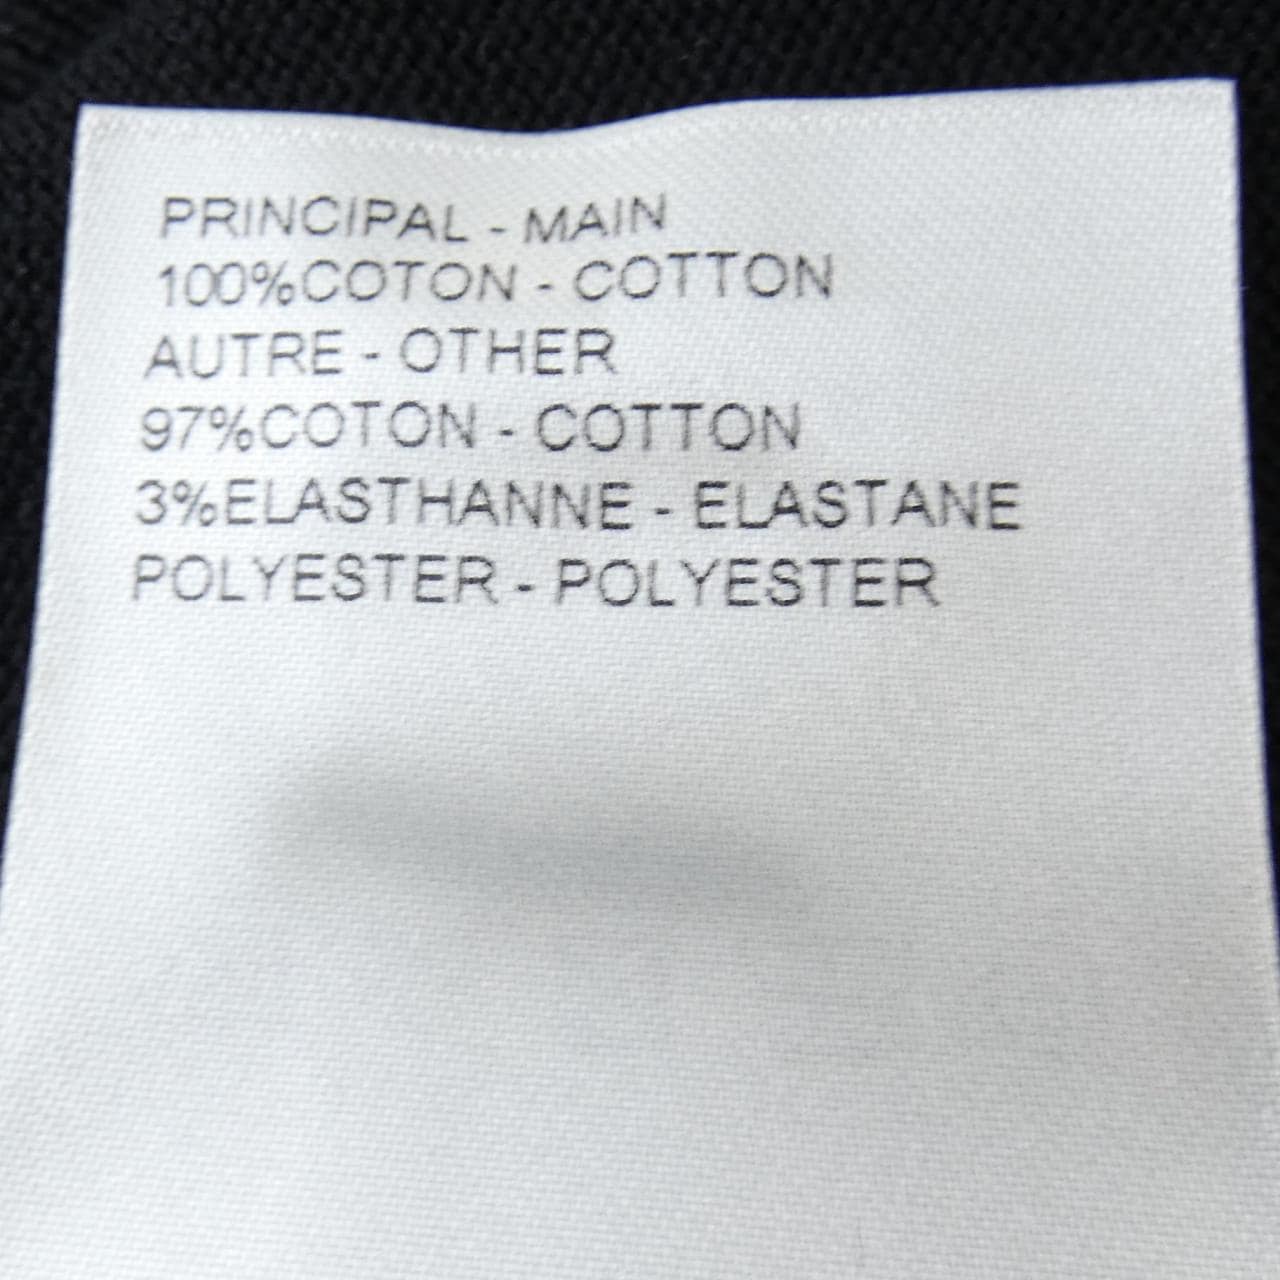 PRINCIPAL - MAIN
100%COTON - COTTON
AUTRE - OTHER
97%COTON - COTTON
3%ELASTHANNE - ELASTANE
POLYESTER - POLYESTER